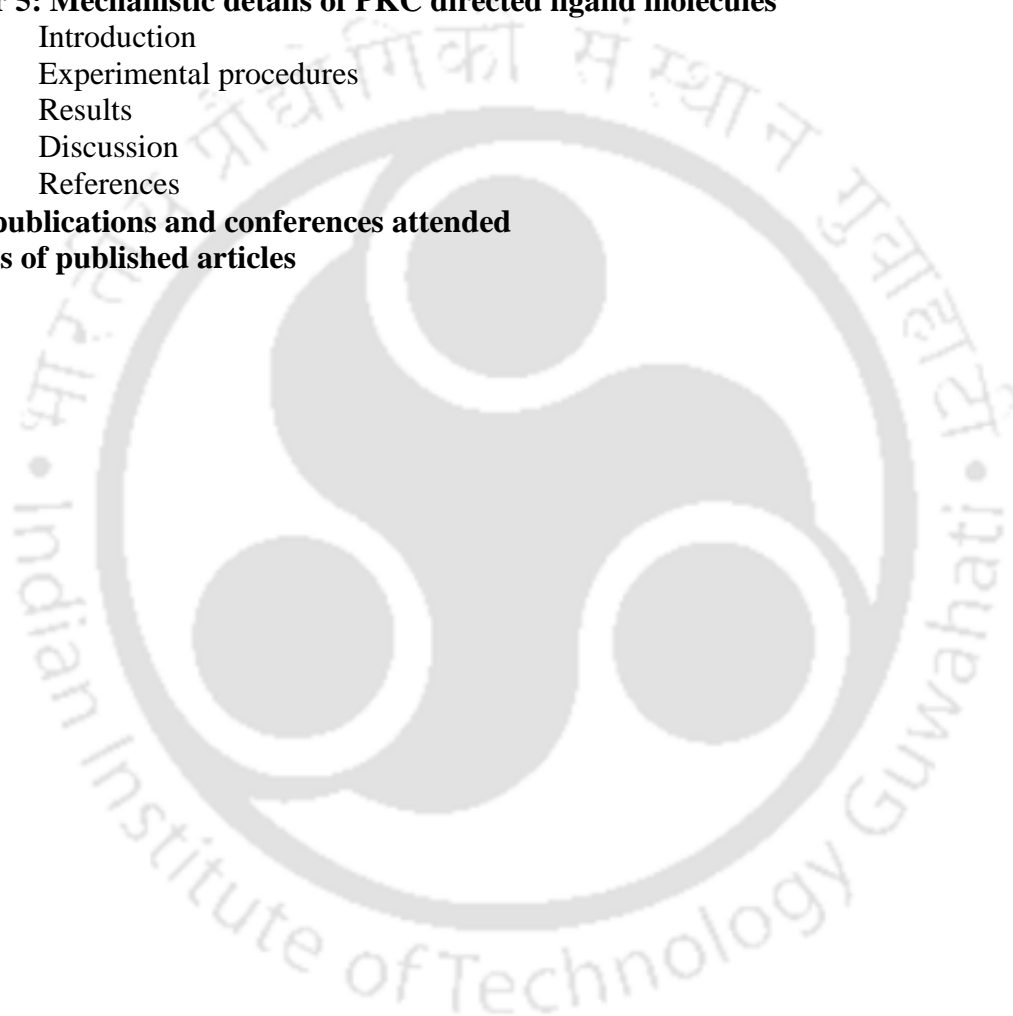 r 5: Mechanistic details of PKC directed ligand molecules
Introduction
Experimental procedures
Results
Discussion
References
publications and conferences attended
s of published articles
भारतीय प्रौद्योगिकी संस्थान गुवाहाटी
Indian Institute of Technology Guwahati